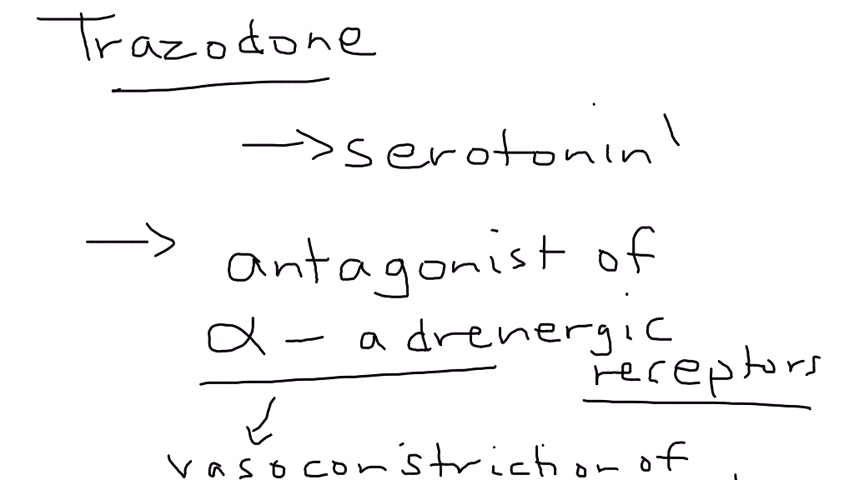 Trazodone
→ serotonin
→ antagonist of
α - adrenergic
receptors
vasoconstriction of